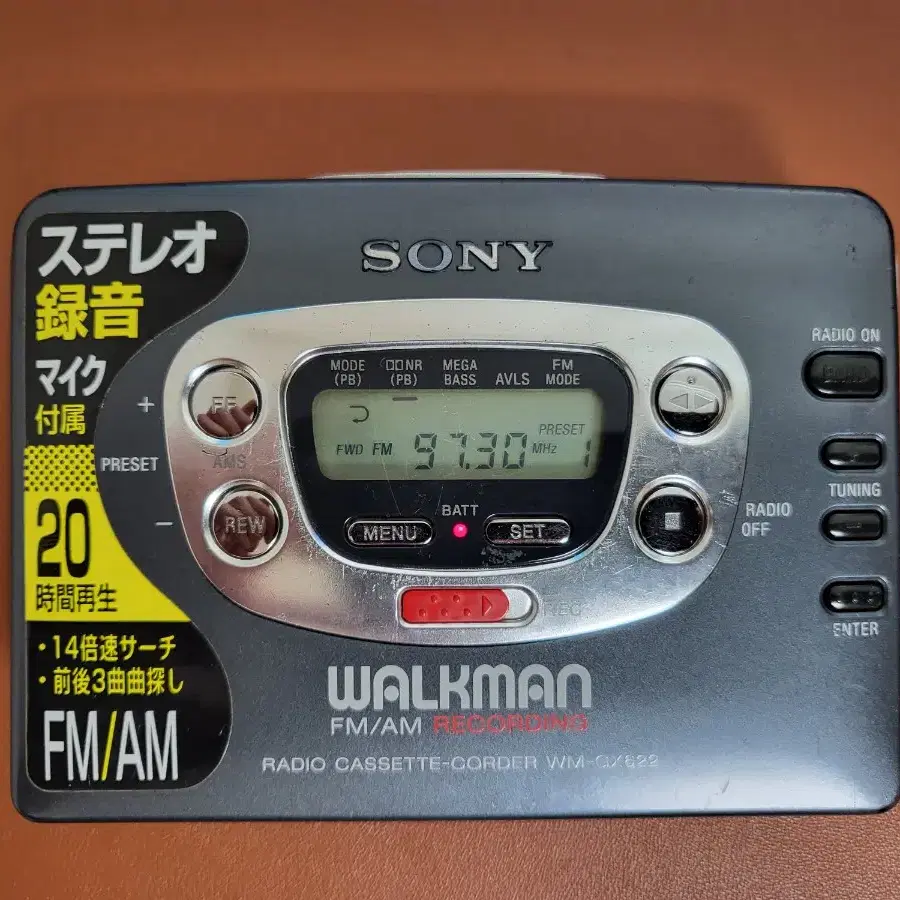 SONY
ステレオ
録音
マイク
付属
20
時間再生
・14倍速サーチ
・前後3曲曲探し
FM/AM
+
PRESET
−
FF
AMS
REW
MODE
(PB)
NR
(PB)
MEGA
BASS
AVLS
FM
MODE
PRESET
FWD FM 97.30 MHz 1
BATT
MENU
SET
REC
RADIO ON
TUNING
RADIO
OFF
ENTER
WALKMAN
FM/AM RECORDING
RADIO CASSETTE-CORDER WM-GX622